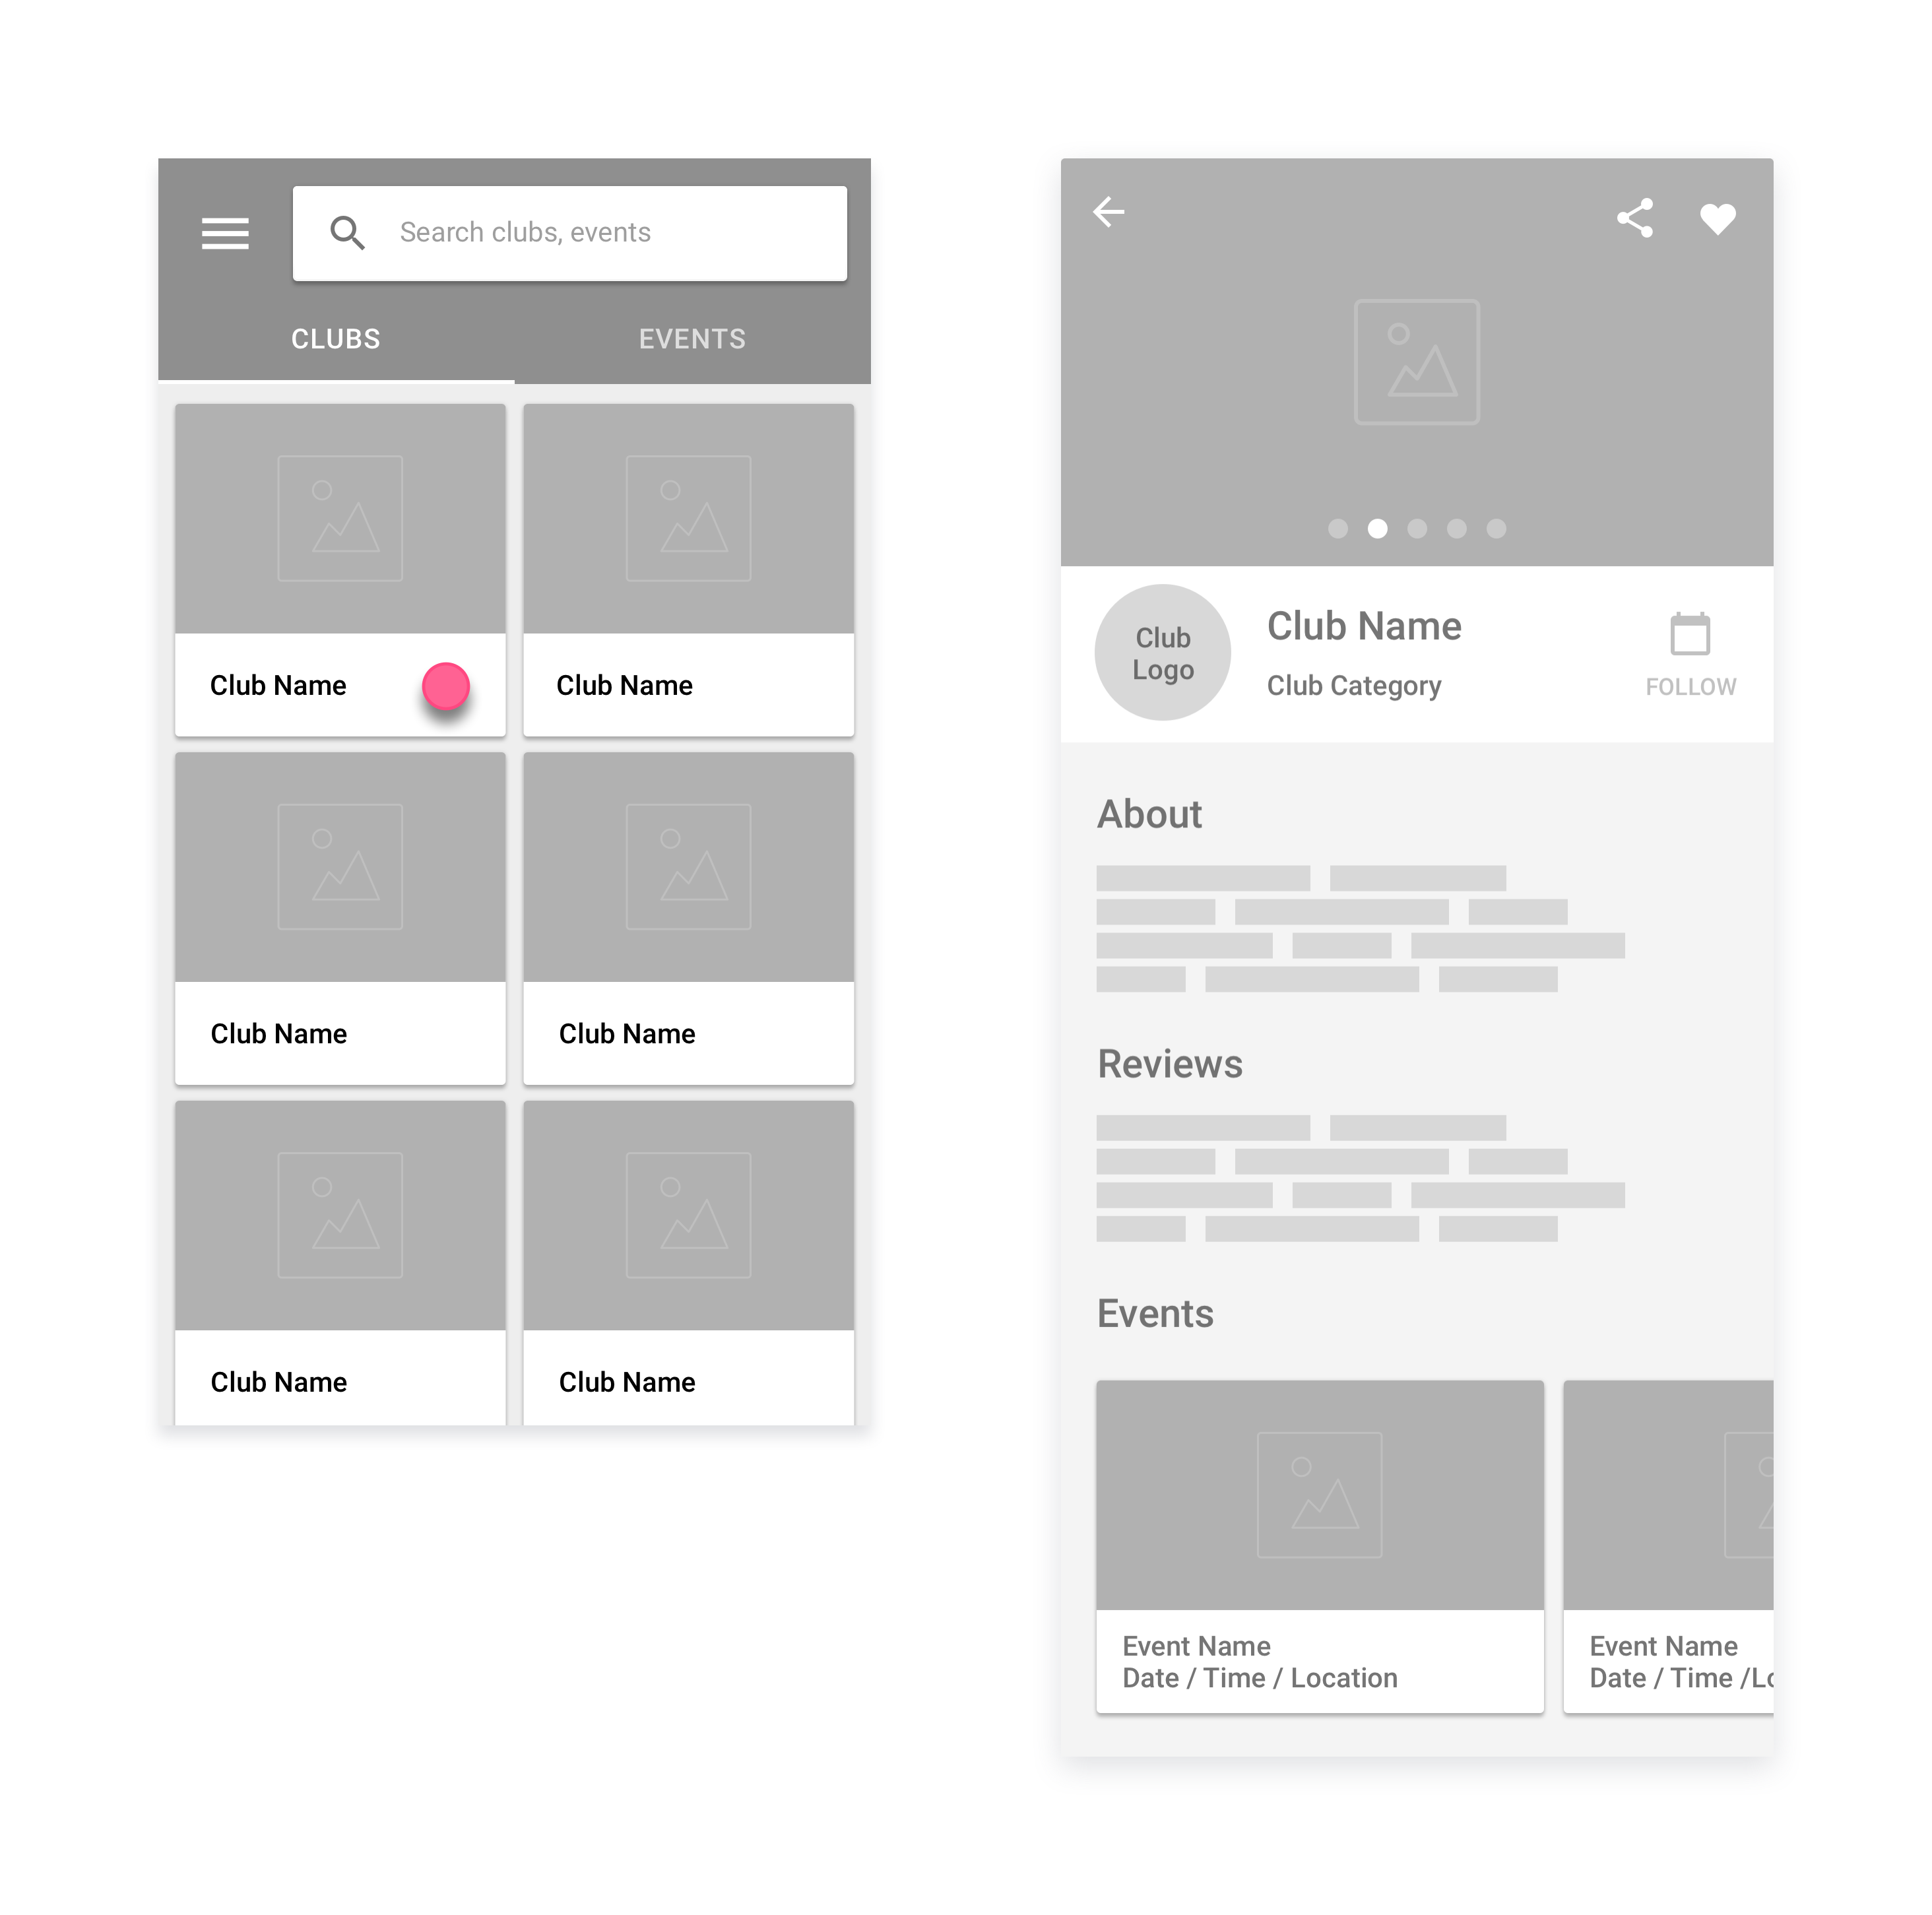 Search clubs, events
CLUBS
EVENTS
Club Name
Club Name
Club Name
Club Name
Club Name
Club Name
Club
Logo
Club Name
Club Category
FOLLOW
About
Reviews
Events
Event Name
Date / Time / Location
Event Name
Date / Time /Lo